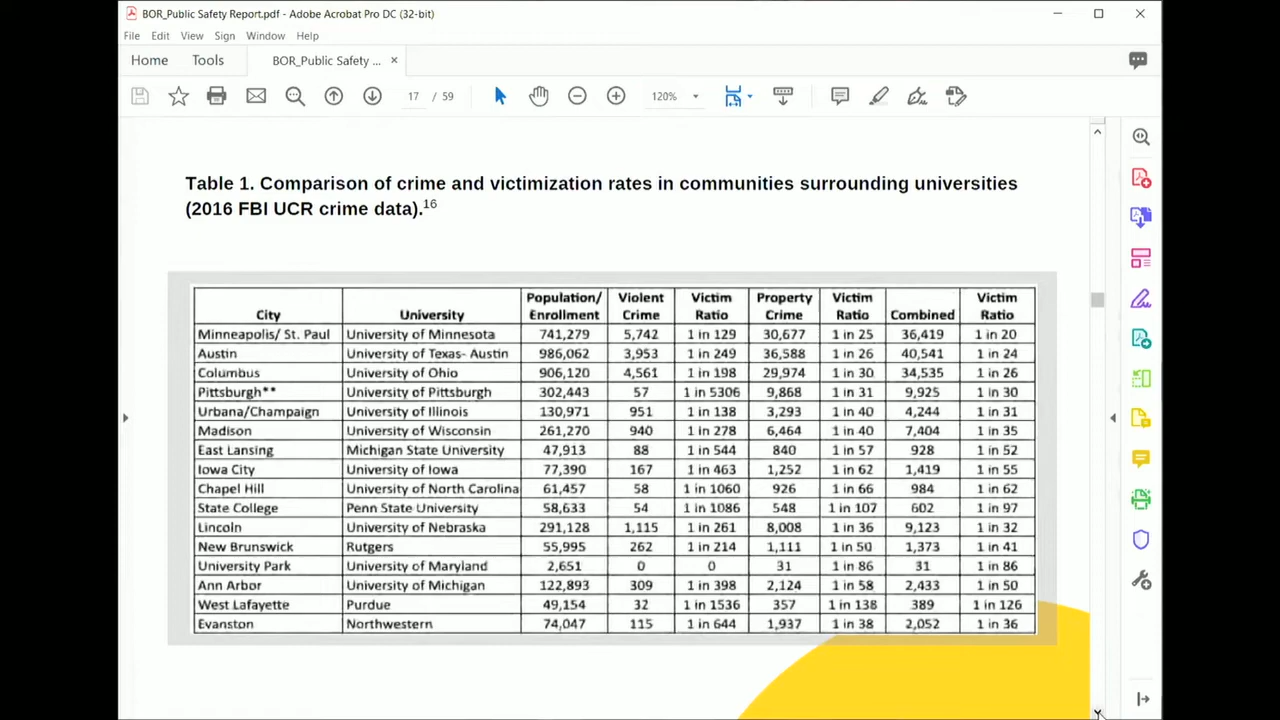 BOR_Public Safety Report.pdf - Adobe Acrobat Pro DC (32-bit)
File Edit View Sign Window Help
Home Tools BOR_Public Safety ... ×
17 / 59 120%
Table 1. Comparison of crime and victimization rates in communities surrounding universities
(2016 FBI UCR crime data).16
City University Population/ Enrollment Violent Crime Victim Ratio Property Crime Victim Ratio Combined Victim Ratio
Minneapolis/ St. Paul University of Minnesota 741,279 5,742 1 in 129 30,677 1 in 25 36,419 1 in 20
Austin University of Texas- Austin 986,062 3,953 1 in 249 36,588 1 in 26 40,541 1 in 24
Columbus University of Ohio 906,120 4,561 1 in 198 29,974 1 in 30 34,535 1 in 26
Pittsburgh** University of Pittsburgh 302,443 57 1 in 5306 9,868 1 in 31 9,925 1 in 30
Urbana/Champaign University of Illinois 130,971 951 1 in 138 3,293 1 in 40 4,244 1 in 31
Madison University of Wisconsin 261,270 940 1 in 278 6,464 1 in 40 7,404 1 in 35
East Lansing Michigan State University 47,913 88 1 in 544 840 1 in 57 928 1 in 52
Iowa City University of Iowa 77,390 167 1 in 463 1,252 1 in 62 1,419 1 in 55
Chapel Hill University of North Carolina 61,457 58 1 in 1060 926 1 in 66 984 1 in 62
State College Penn State University 58,633 54 1 in 1086 548 1 in 107 602 1 in 97
Lincoln University of Nebraska 291,128 1,115 1 in 261 8,008 1 in 36 9,123 1 in 32
New Brunswick Rutgers 55,995 262 1 in 214 1,111 1 in 50 1,373 1 in 41
University Park University of Maryland 2,651 0 0 31 1 in 86 31 1 in 86
Ann Arbor University of Michigan 122,893 309 1 in 398 2,124 1 in 58 2,433 1 in 50
West Lafayette Purdue 49,154 32 1 in 1536 357 1 in 138 389 1 in 126
Evanston Northwestern 74,047 115 1 in 644 1,937 1 in 38 2,052 1 in 36